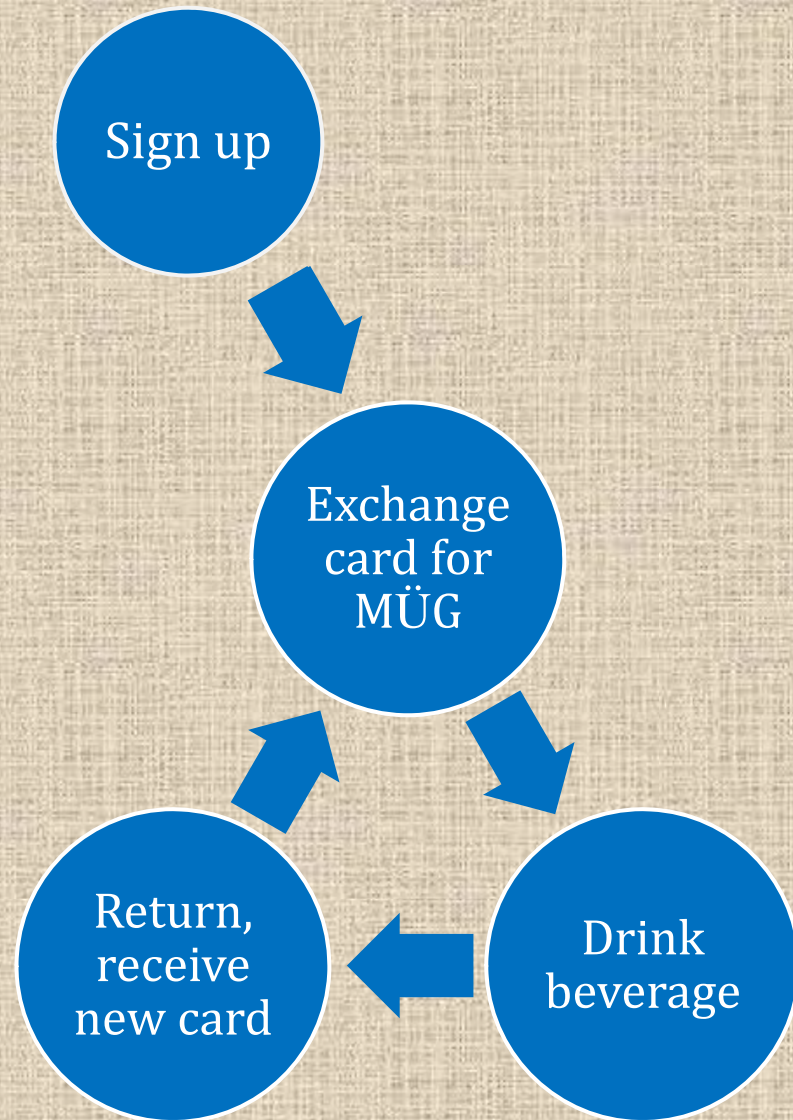 Sign up
Exchange
card for
MÜG
Drink
beverage
Return,
receive
new card